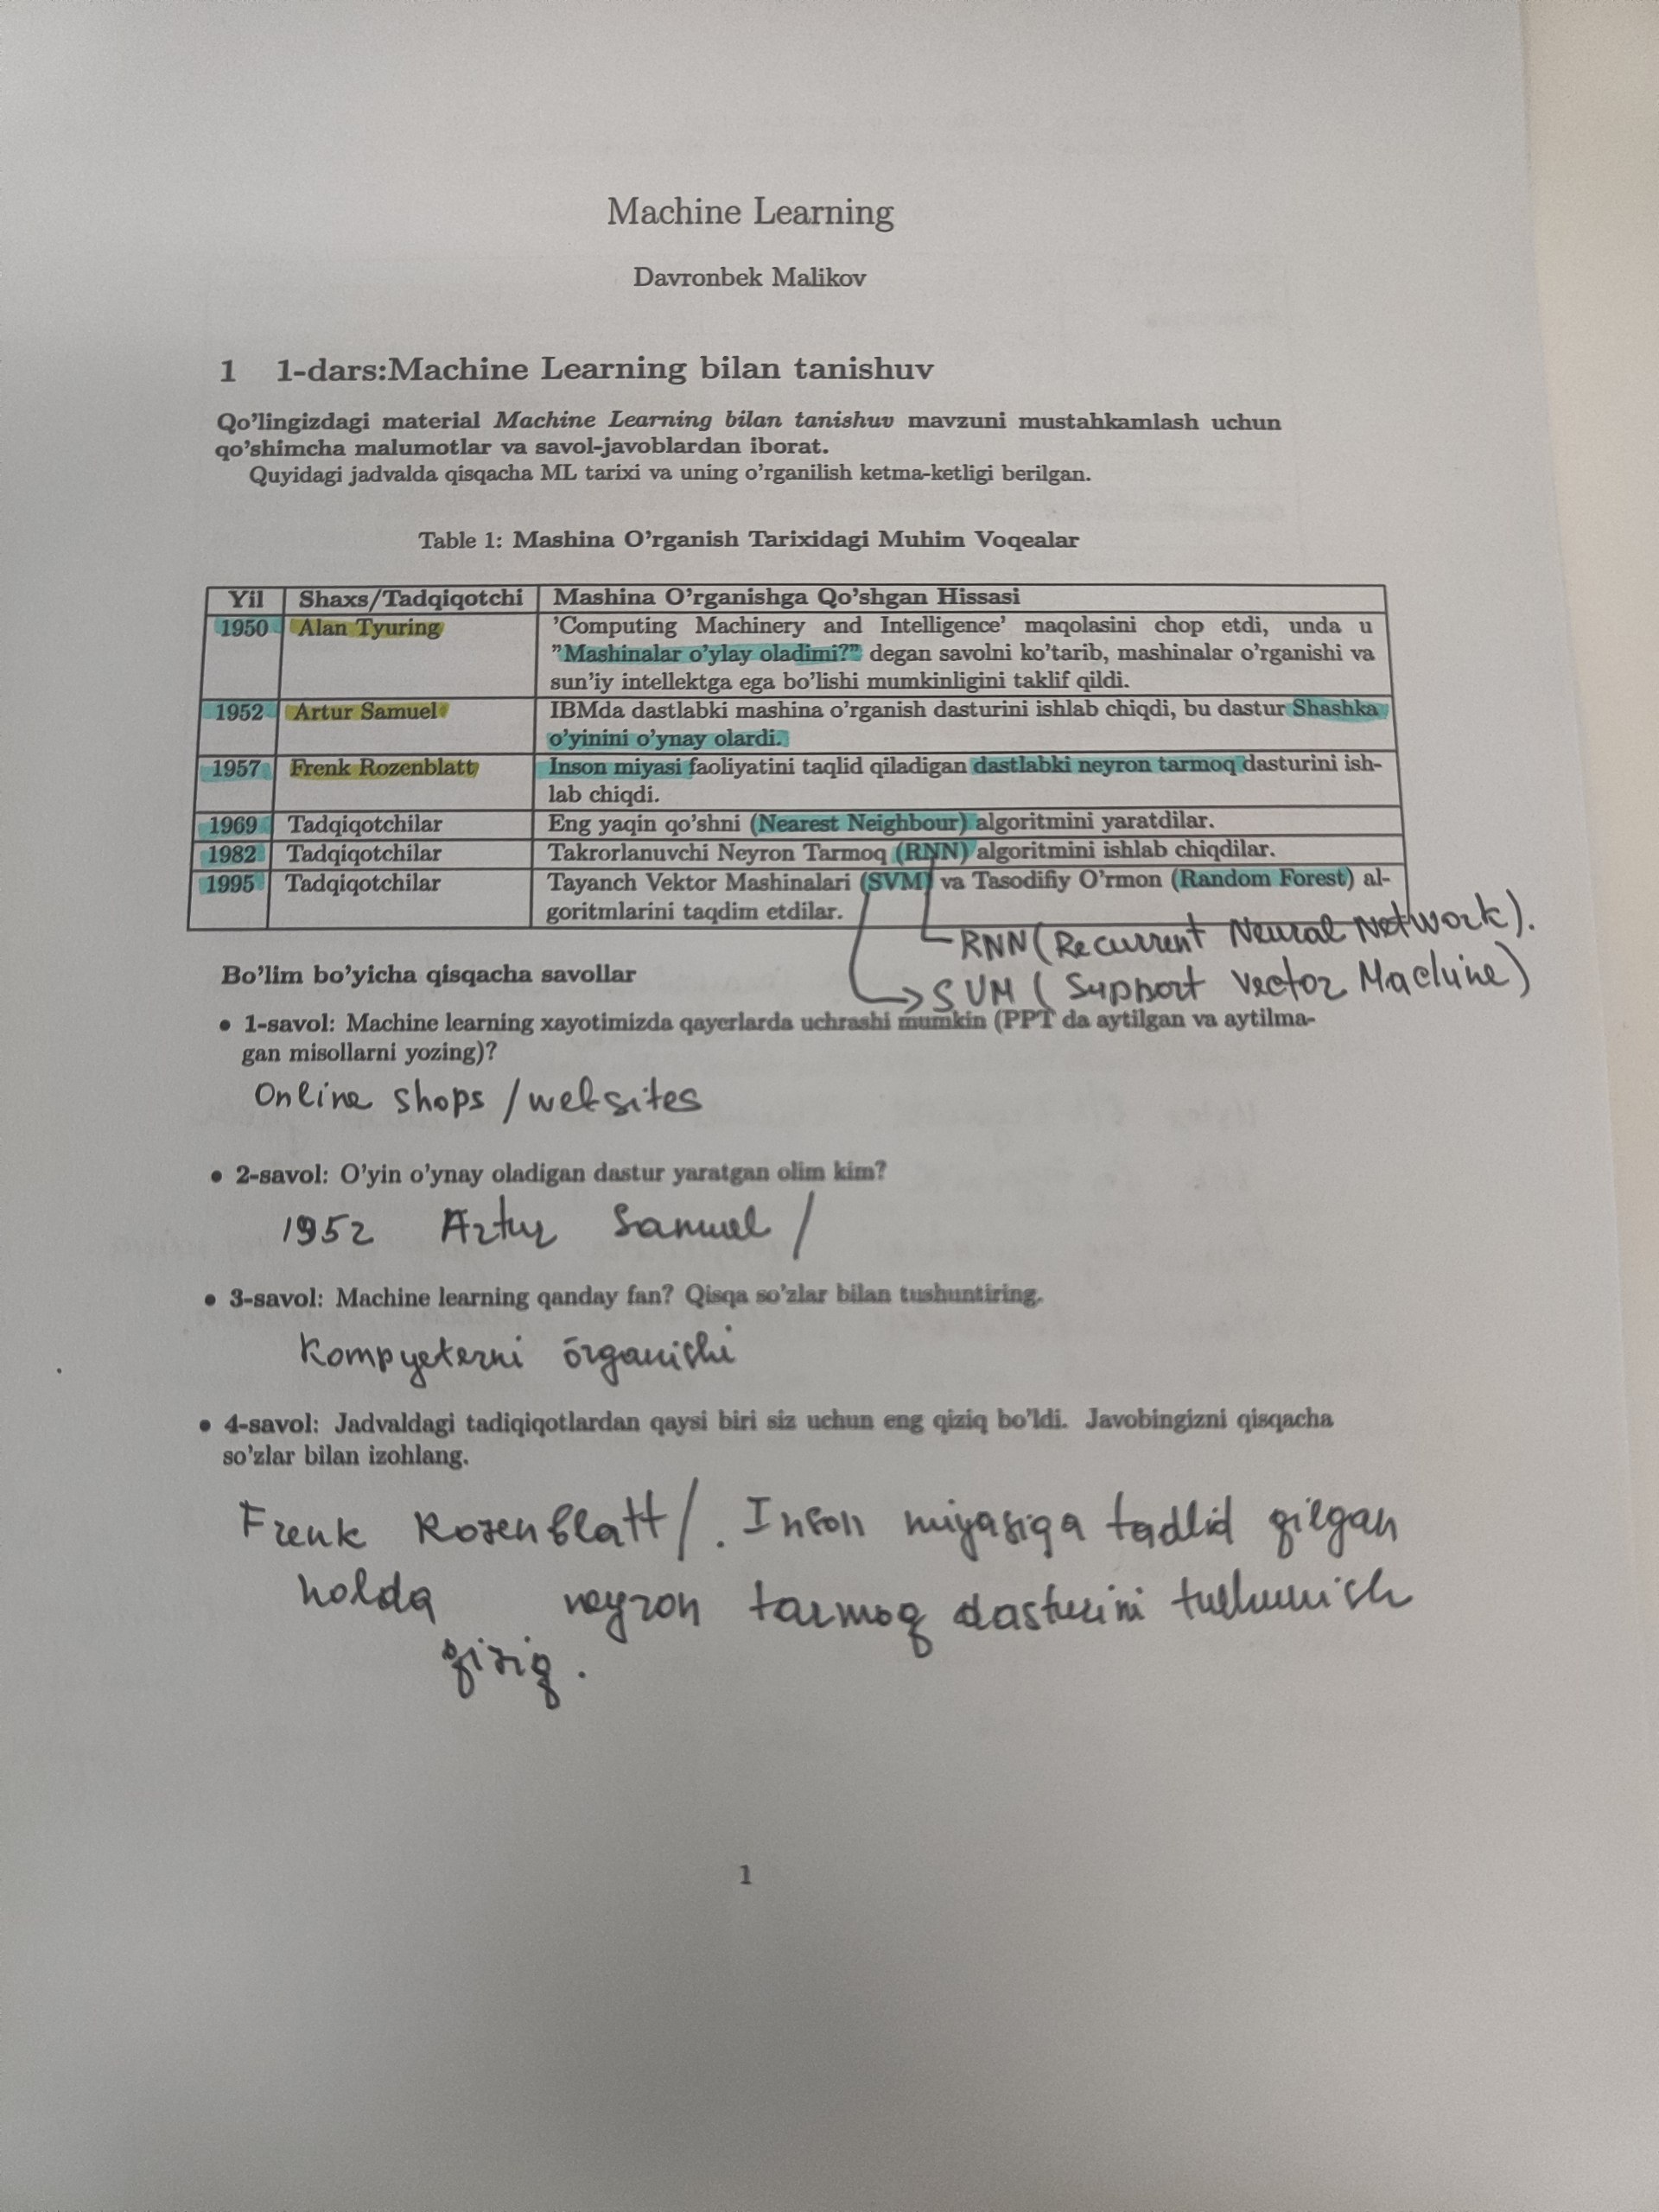 Machine Learning
Davronbek Malikov
1 1-dars:Machine Learning bilan tanishuv
Qo'lingizdagi material Machine Learning bilan tanishuv mavzuni mustahkamlash uchun
qo'shimcha malumotlar va savol-javoblardan iborat.
Quyidagi jadvalda qisqacha ML tarixi va uning o'rganilish ketma-ketligi berilgan.
Table 1: Mashina O'rganish Tarixidagi Muhim Voqealar
Yil Shaxs/Tadqiqotchi Mashina O'rganishga Qo'shgan Hissasi
1950 Alan Tyuring 'Computing Machinery and Intelligence' maqolasini chop etdi, unda u
"Mashinalar o'ylay oladimi?" degan savolni ko'tarib, mashinalar o'rganishi va
sun'iy intellektga ega bo'lishi mumkinligini taklif qildi.
1952 Artur Samuel IBMda dastlabki mashina o'rganish dasturini ishlab chiqdi, bu dastur Shashka
o'yinini o'ynay olardi.
1957 Frenk Rozenblatt Inson miyasi faoliyatini taqlid qiladigan dastlabki neyron tarmoq dasturini ish-
lab chiqdi.
1969 Tadqiqotchilar Eng yaqin qo'shni (Nearest Neighbour) algoritmini yaratdilar.
1982 Tadqiqotchilar Takrorlanuvchi Neyron Tarmoq (RNN) algoritmini ishlab chiqdilar.
1995 Tadqiqotchilar Tayanch Vektor Mashinalari (SVM) va Tasodifiy O'rmon (Random Forest) al-
goritmlarini taqdim etdilar.
RNN (Recurrent Neural Network).
SVM (Support Vector Machine)
Bo'lim bo'yicha qisqacha savollar
• 1-savol: Machine learning xayotimizda qayerlarda uchrashi mumkin (PPT da aytilgan va aytilma-
gan misollarni yozing)?
Online shops / websites
• 2-savol: O'yin o'ynay oladigan dastur yaratgan olim kim?
1952 Artur Samuel /
• 3-savol: Machine learning qanday fan? Qisqa so'zlar bilan tushuntiring.
Kompyeterni ōrganishi
• 4-savol: Jadvaldagi tadiqiqotlardan qaysi biri siz uchun eng qiziq bo'ldi. Javobingizni qisqacha
so'zlar bilan izohlang.
Frenk Rozenblatt /. Inson miyasiga tadlid qilgan
holda neyron tarmoq dasturini tushunish
qiziq.
1